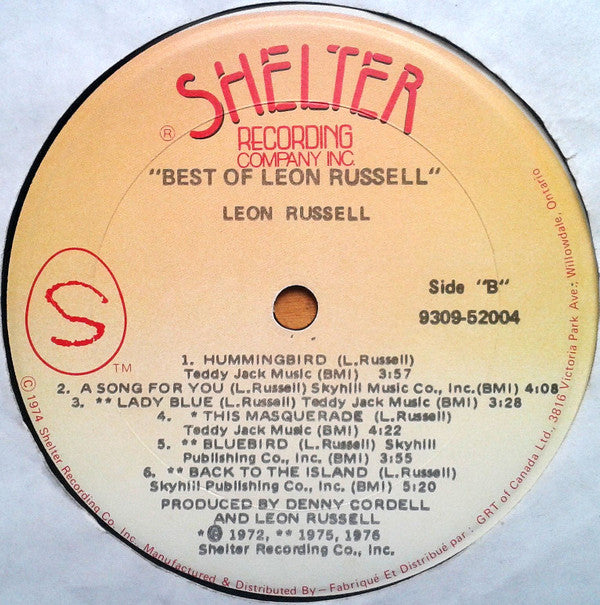 SHELTER
®
RECORDING
COMPANY INC.
"BEST OF LEON RUSSELL"
LEON RUSSELL
S
TM
Side "B"
9309-52004
1. HUMMINGBIRD (L.Russell)
Teddy Jack Music (BMI) 3:57
2. A SONG FOR YOU (L.Russell) Skyhill Music Co., Inc.(BMI) 4:08
3. ** LADY BLUE (L.Russell) Teddy Jack Music (BMI) 3:28
4. * THIS MASQUERADE (L.Russell)
Teddy Jack Music (BMI) 4:22
5. ** BLUEBIRD (L.Russell) Skyhill
Publishing Co., Inc. (BMI) 3:55
6. ** BACK TO THE ISLAND (L.Russell)
Skyhill Publishing Co., Inc. (BMI) 5:20
PRODUCED BY DENNY CORDELL
AND LEON RUSSELL
*℗ 1972, ** 1975, 1976
Shelter Recording Co., Inc.
©1974 Shelter Recording Co., Inc. Manufactured & Distributed By – Fabriqué Et Distribué par : GRT of Canada Ltd., 3816 Victoria Park Ave., Willowdale, Ontario